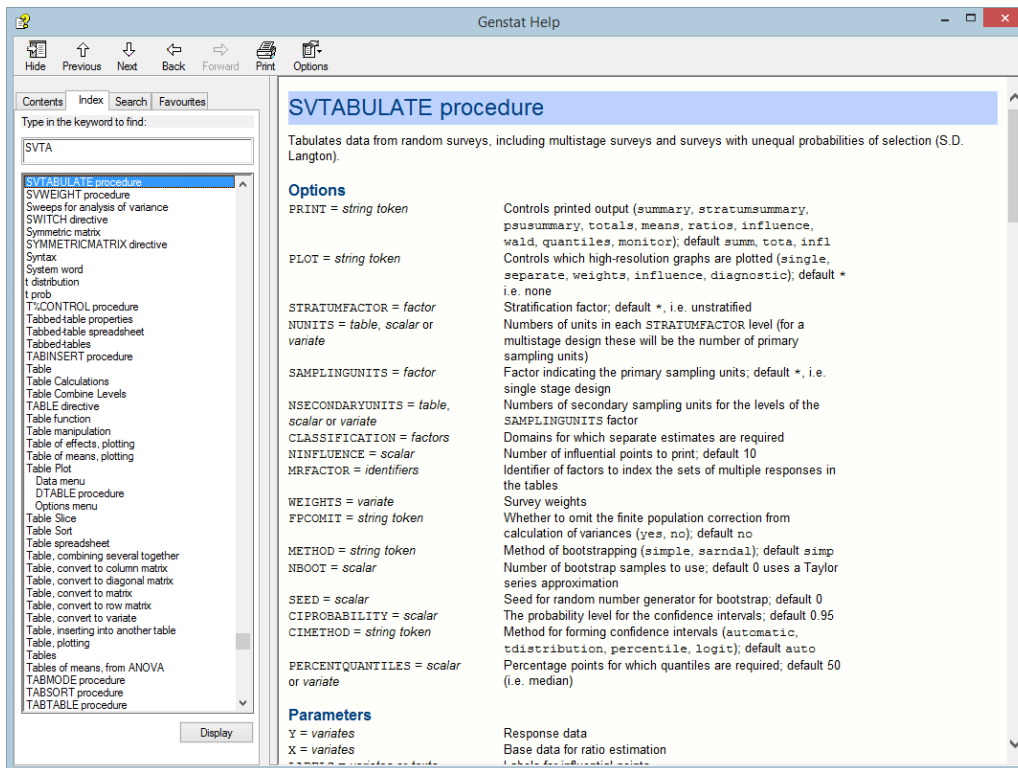 Genstat Help
Hide Previous Next Back Forward Print Options
Contents Index Search Favourites
Type in the keyword to find:
SVTA
SVTABULATE procedure
SVWEIGHT procedure
Sweeps for analysis of variance
SWITCH directive
Symmetric matrix
SYMMETRICMATRIX directive
Syntax
System word
t distribution
t prob
T%CONTROL procedure
Tabbed-table properties
Tabbed-table spreadsheet
Tabbed-tables
TABINSERT procedure
Table
Table Calculations
Table Combine Levels
TABLE directive
Table function
Table manipulation
Table of effects, plotting
Table of means, plotting
Table Plot
Data menu
DTABLE procedure
Options menu
Table Slice
Table Sort
Table spreadsheet
Table, combining several together
Table, convert to column matrix
Table, convert to diagonal matrix
Table, convert to matrix
Table, convert to row matrix
Table, convert to variate
Table, inserting into another table
Table, plotting
Tables
Tables of means, from ANOVA
TABMODE procedure
TABSORT procedure
TABTABLE procedure
Display
SVTABULATE procedure
Tabulates data from random surveys, including multistage surveys and surveys with unequal probabilities of selection (S.D.
Langton).
Options
PRINT = string token Controls printed output (summary, stratumsummary,
psusummary, totals, means, ratios, influence,
wald, quantiles, monitor); default summ, tota, infl
PLOT = string token Controls which high-resolution graphs are plotted (single,
separate, weights, influence, diagnostic); default *
i.e. none
STRATUMFACTOR = factor Stratification factor; default *, i.e. unstratified
NUNITS = table, scalar or Numbers of units in each STRATUMFACTOR level (for a
variate multistage design these will be the number of primary
sampling units)
SAMPLINGUNITS = factor Factor indicating the primary sampling units; default *, i.e.
single stage design
NSECONDARYUNITS = table, Numbers of secondary sampling units for the levels of the
scalar or variate SAMPLINGUNITS factor
CLASSIFICATION = factors Domains for which separate estimates are required
NINFLUENCE = scalar Number of influential points to print; default 10
MRFACTOR = identifiers Identifier of factors to index the sets of multiple responses in
the tables
WEIGHTS = variate Survey weights
FPCOMIT = string token Whether to omit the finite population correction from
calculation of variances (yes, no); default no
METHOD = string token Method of bootstrapping (simple, sarndal); default simp
NBOOT = scalar Number of bootstrap samples to use; default 0 uses a Taylor
series approximation
SEED = scalar Seed for random number generator for bootstrap; default 0
CIPROBABILITY = scalar The probability level for the confidence intervals; default 0.95
CIMETHOD = string token Method for forming confidence intervals (automatic,
tdistribution, percentile, logit); default auto
PERCENTQUANTILES = scalar Percentage points for which quantiles are required; default 50
or variate (i.e. median)
Parameters
Y = variates Response data
X = variates Base data for ratio estimation
LABELS = variates or texts Labels for influential points